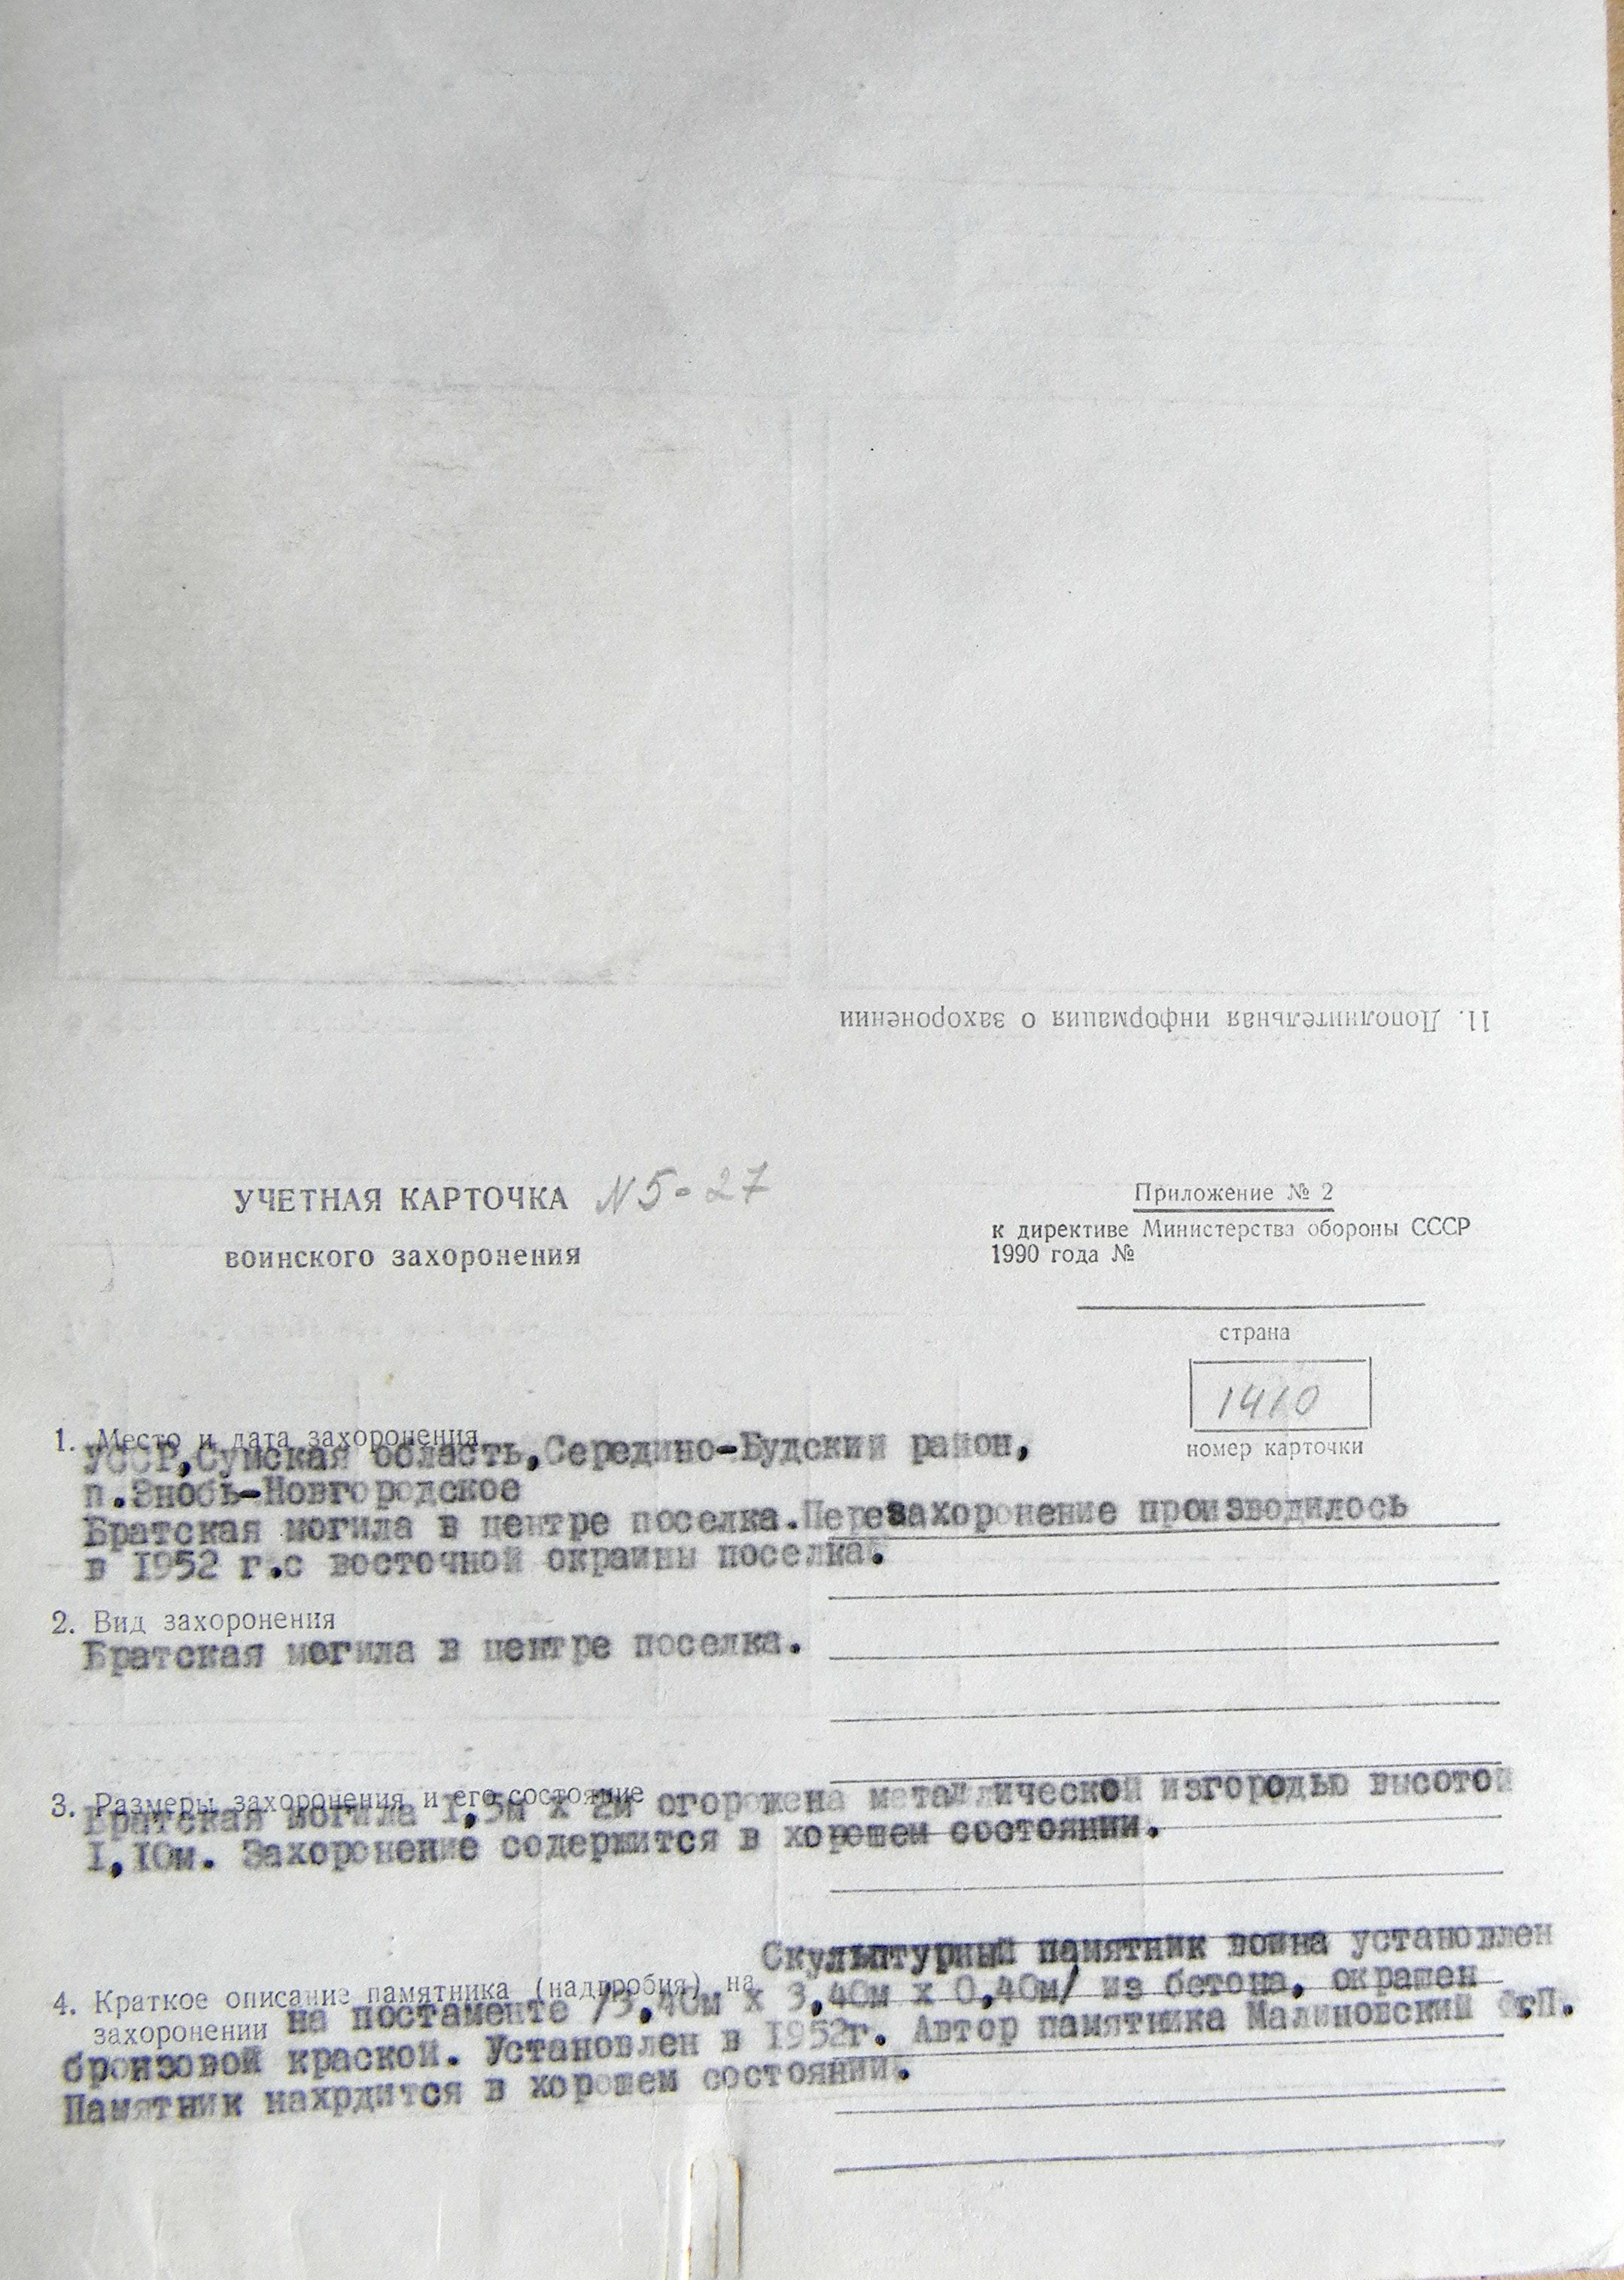 11. Дополнительная информация о захоронении
УЧЕТНАЯ КАРТОЧКА N5-27
воинского захоронения
Приложение № 2
к директиве Министерства обороны СССР
1990 года №
страна
1410
номер карточки
1. Место и дата захоронения
УССР,Сумская область,Середино-Будский район,
п.Знобь-Новгородское
Братская могила в центре поселка.Перезахоронение производилось
в 1952 г.с восточной окраины поселка.
2. Вид захоронения
Братская могила в центре поселка.
3. Размеры захоронения и его состояние
Братская могила 1,5м х 2м огорожена металлической изгородью высотой
1,10м. Захоронение содержится в хорошем состоянии.
Скульптурный памятник воина установлен
4. Краткое описание памятника (надгробия) на
захоронении на постаменте /3,40м х 3,40м х 0,40м/ из бетона, окрашен
бронзовой краской. Установлен в 1952г. Автор памятника Малиновский
Памятник нахрдится в хорошем состоянии.